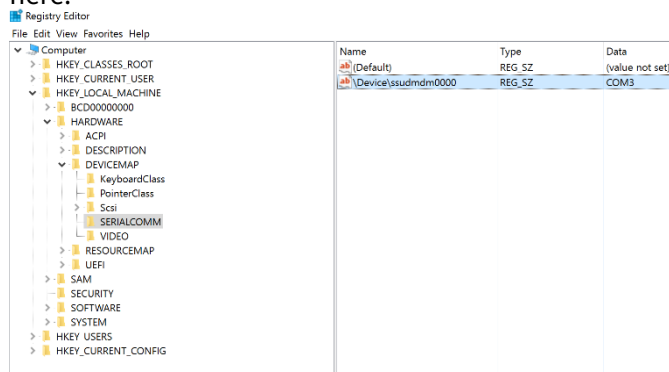 here:
Registry Editor
File Edit View Favorites Help
Computer
HKEY_CLASSES_ROOT
HKEY_CURRENT_USER
HKEY_LOCAL_MACHINE
BCD00000000
HARDWARE
ACPI
DESCRIPTION
DEVICEMAP
KeyboardClass
PointerClass
Scsi
SERIALCOMM
VIDEO
RESOURCEMAP
UEFI
SAM
SECURITY
SOFTWARE
SYSTEM
HKEY_USERS
HKEY_CURRENT_CONFIG
Name Type Data
(Default) REG_SZ (value not set)
\Device\ssudmdm0000 REG_SZ COM3